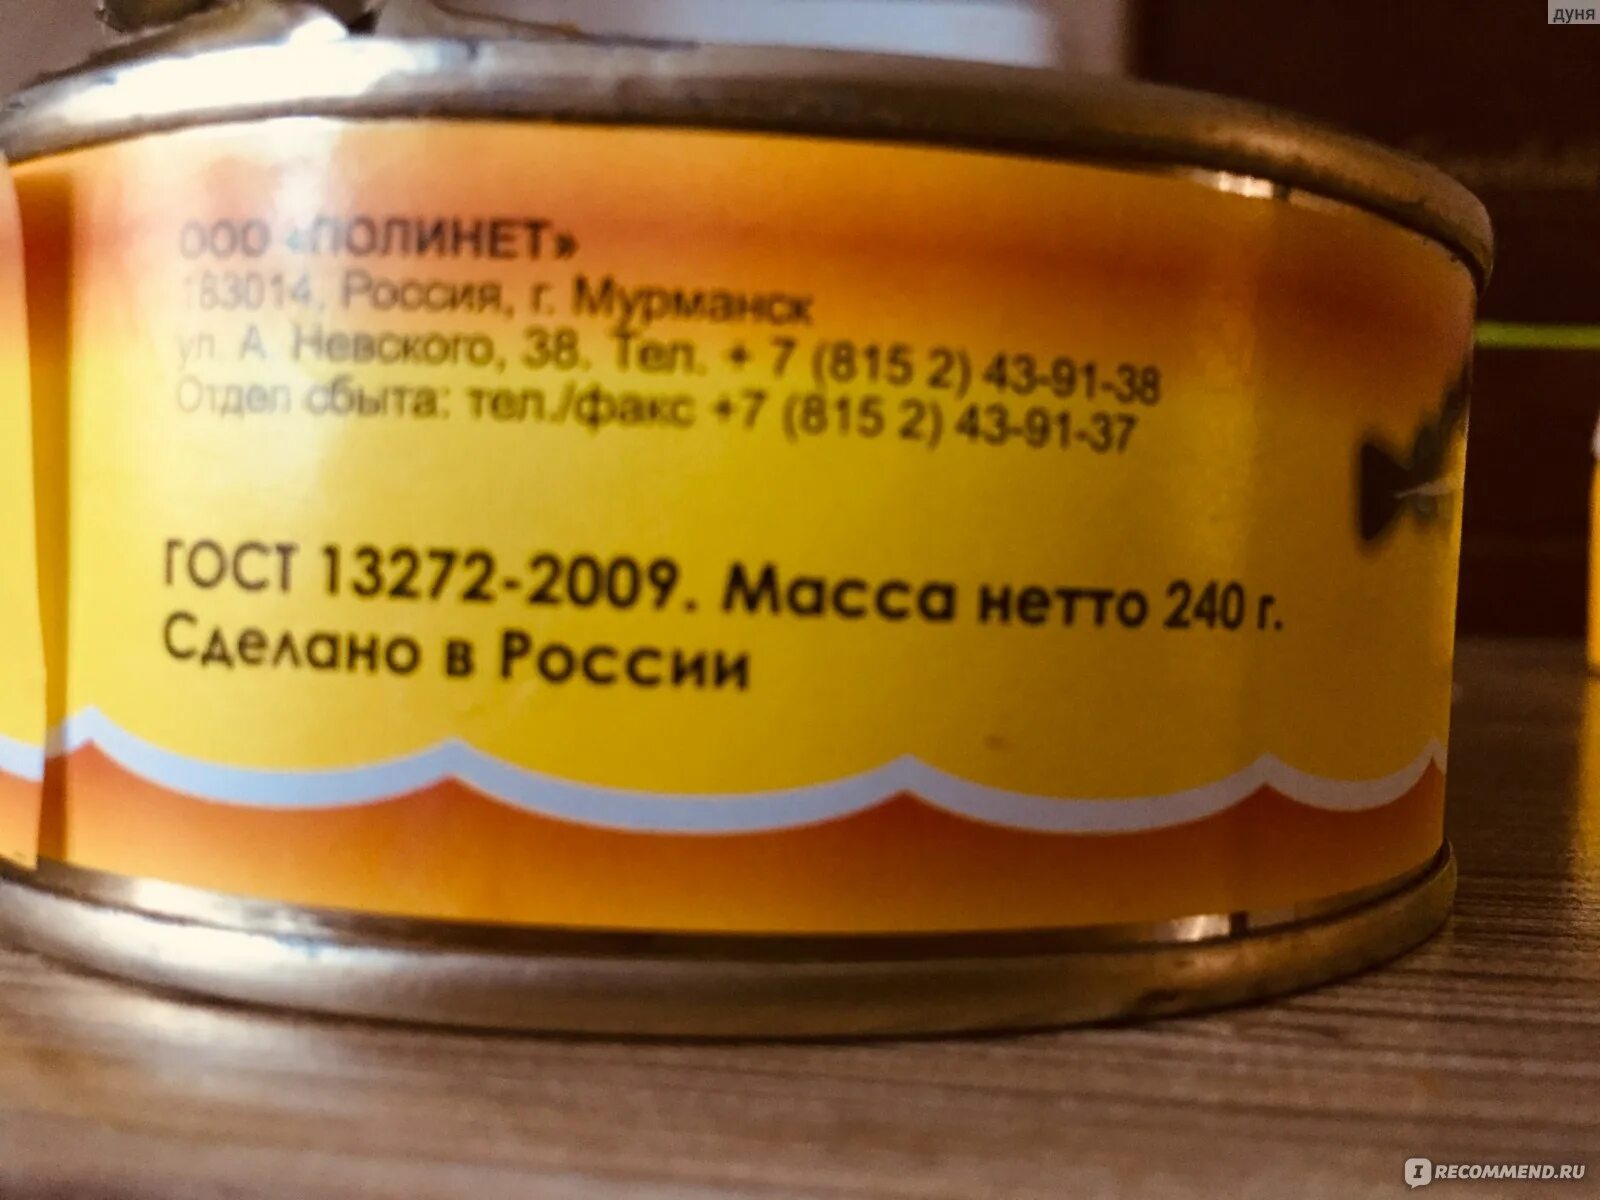 дуня
ООО «ПОЛИНЕТ»
183014, Россия, г. Мурманск
ул. А. Невского, 38. Тел. + 7 (815 2) 43-91-38
Отдел сбыта: тел./факс +7 (815 2) 43-91-37
ГОСТ 13272-2009. Масса нетто 240 г.
Сделано в России
IRECOMMEND.RU